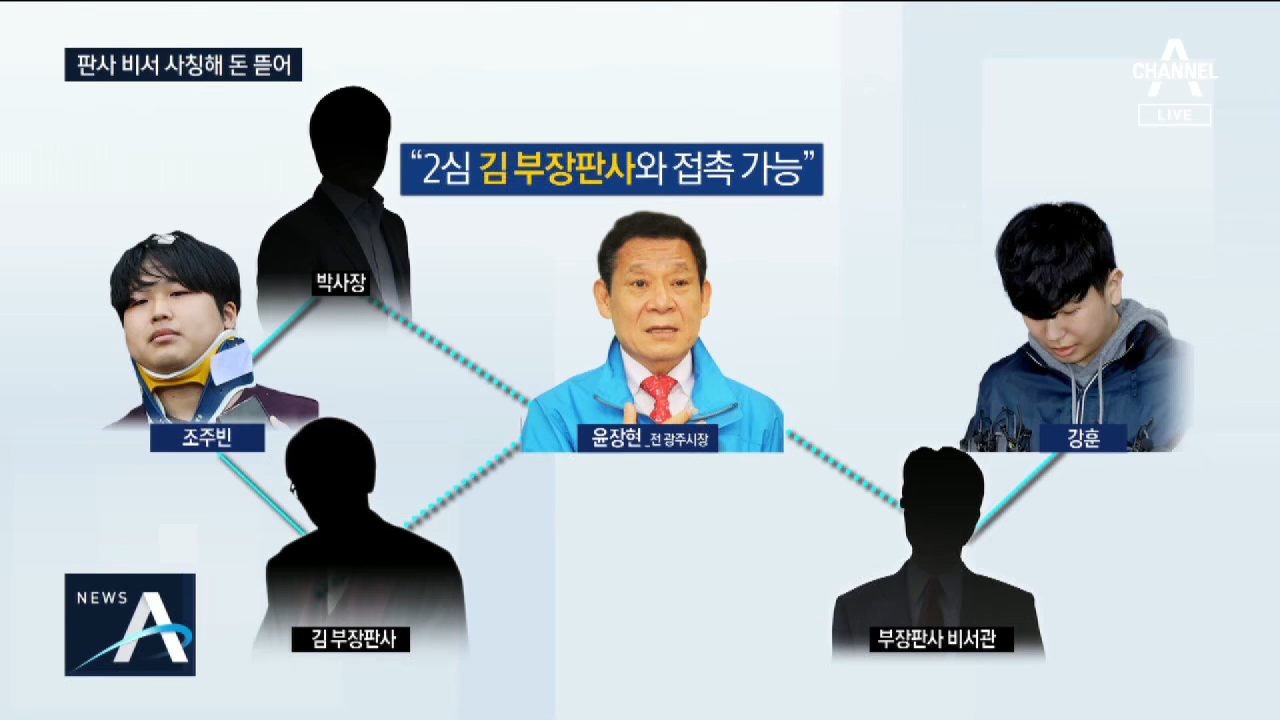 판사 비서 사칭해 돈 뜯어
CHANNEL
LIVE
“2심 김 부장판사와 접촉 가능”
박사장
조주빈
윤장현_전 광주시장
강훈
김 부장판사
부장판사 비서관
NEWS